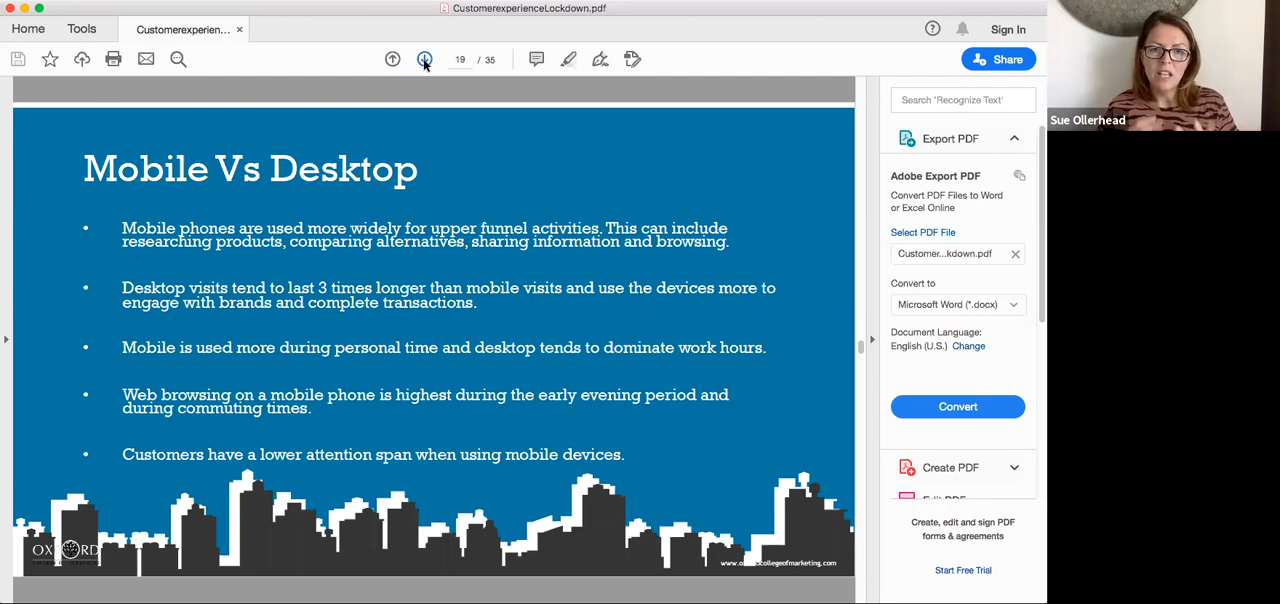 CustomerexperienceLockdown.pdf
Home
Tools
Customerexperien...
Sign In
19 / 35
Share
Sue Ollerhead
Search 'Recognize Text'
Export PDF
Adobe Export PDF
Convert PDF Files to Word
or Excel Online
Select PDF File
Customer...kdown.pdf
Convert to
Microsoft Word (*.docx)
Document Language:
English (U.S.) Change
Convert
Create PDF
Edit PDF
Create, edit and sign PDF
forms & agreements
Start Free Trial
Mobile Vs Desktop
• Mobile phones are used more widely for upper funnel activities. This can include
researching products, comparing alternatives, sharing information and browsing.
• Desktop visits tend to last 3 times longer than mobile visits and use the devices more to
engage with brands and complete transactions.
• Mobile is used more during personal time and desktop tends to dominate work hours.
• Web browsing on a mobile phone is highest during the early evening period and
during commuting times.
• Customers have a lower attention span when using mobile devices.
OXFORD
www.oxfordcollegeofmarketing.com